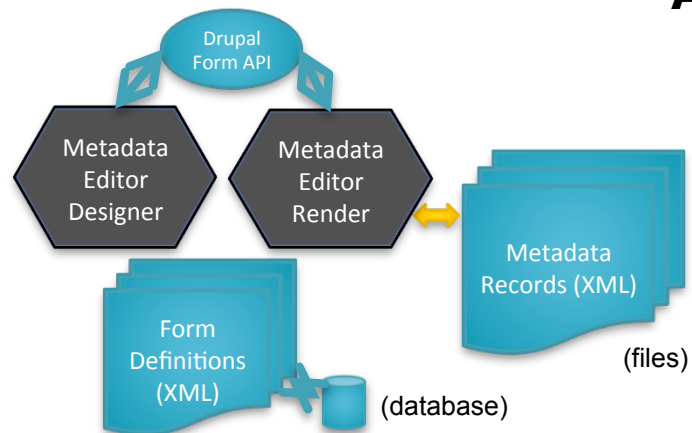 Drupal
Form API
Metadata
Editor
Designer
Metadata
Editor
Render
Metadata
Records (XML)
(files)
Form
Definitions
(XML)
(database)